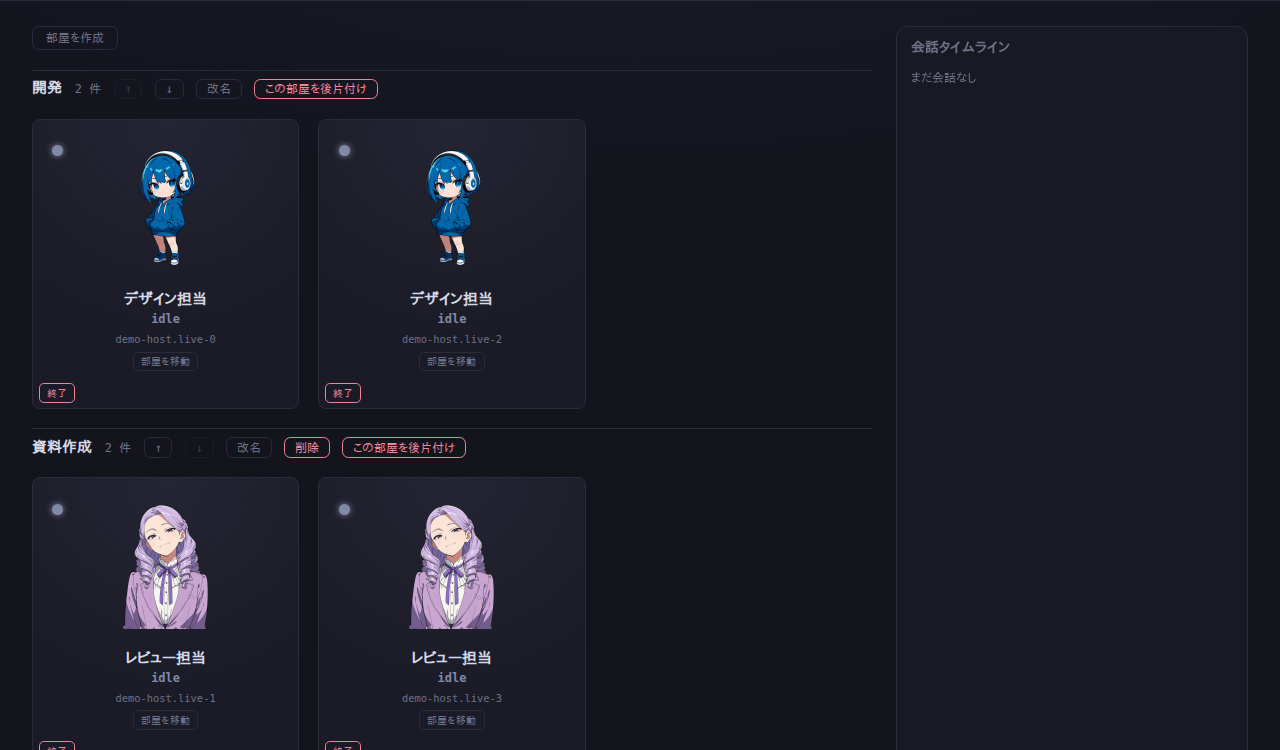 部屋を作成
開発 2 件 ↑ ↓ 改名 この部屋を後片付け
デザイン担当
idle
demo-host.live-0
部屋を移動
終了
デザイン担当
idle
demo-host.live-2
部屋を移動
終了
資料作成 2 件 ↑ ↓ 改名 削除 この部屋を後片付け
レビュー担当
idle
demo-host.live-1
部屋を移動
終了
レビュー担当
idle
demo-host.live-3
部屋を移動
終了
会話タイムライン
まだ会話なし